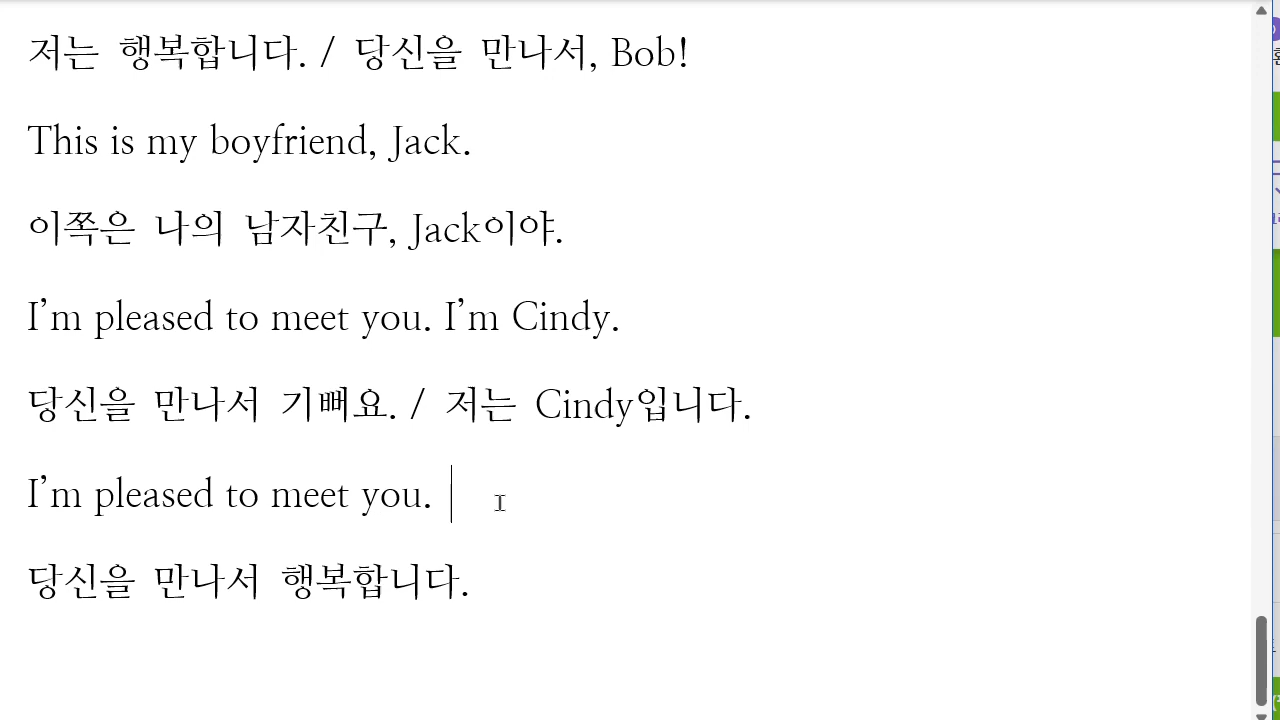 저는 행복합니다. / 당신을 만나서, Bob!
This is my boyfriend, Jack.
이쪽은 나의 남자친구, Jack이야.
I’m pleased to meet you. I’m Cindy.
당신을 만나서 기뻐요. / 저는 Cindy입니다.
I’m pleased to meet you.
당신을 만나서 행복합니다.